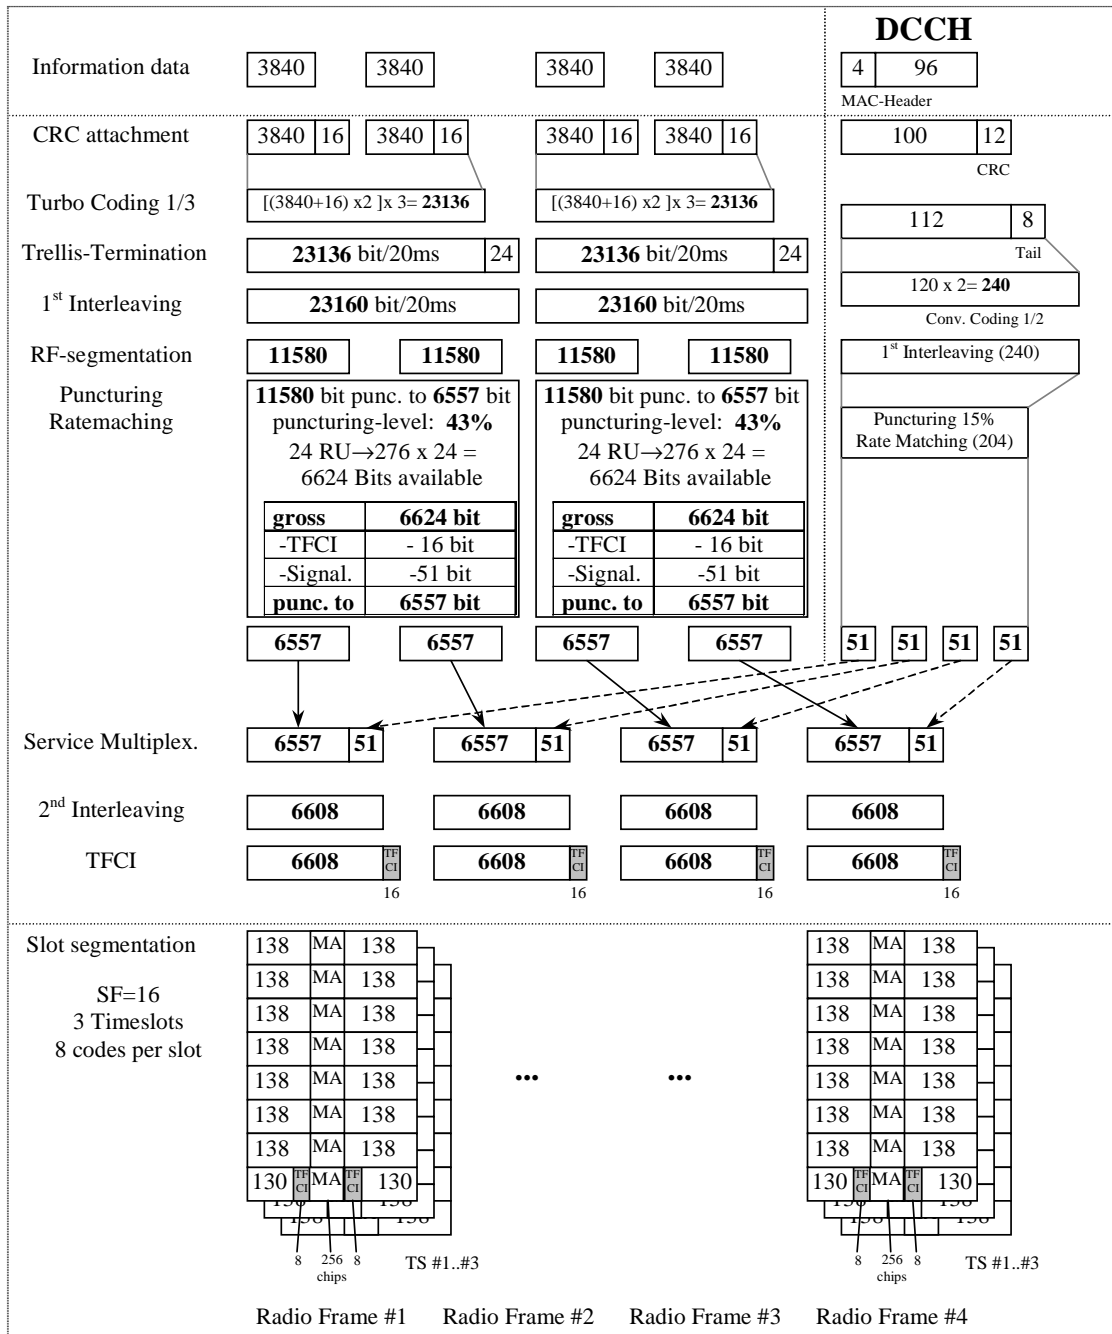 DCCH
Information data 3840 3840 3840 3840 4 96
MAC-Header
CRC attachment 3840 16 3840 16 3840 16 3840 16 100 12
CRC
Turbo Coding 1/3 [(3840+16) x2 ]x 3= 23136 [(3840+16) x2 ]x 3= 23136
112 8
Tail
Trellis-Termination 23136 bit/20ms 24 23136 bit/20ms 24
120 x 2= 240
Conv. Coding 1/2
1st Interleaving 23160 bit/20ms 23160 bit/20ms
RF-segmentation 11580 11580 11580 11580 1st Interleaving (240)
Puncturing
Ratemaching
11580 bit punc. to 6557 bit
puncturing-level: 43%
24 RU→276 x 24 =
6624 Bits available
gross 6624 bit
-TFCI - 16 bit
-Signal. -51 bit
punc. to 6557 bit
11580 bit punc. to 6557 bit
puncturing-level: 43%
24 RU→276 x 24 =
6624 Bits available
gross 6624 bit
-TFCI - 16 bit
-Signal. -51 bit
punc. to 6557 bit
Puncturing 15%
Rate Matching (204)
6557 6557 6557 6557 51 51 51 51
Service Multiplex. 6557 51 6557 51 6557 51 6557 51
2nd Interleaving 6608 6608 6608 6608
TFCI 6608 TF CI 6608 TF CI 6608 TF CI 6608 TF CI
16 16 16 16
Slot segmentation
SF=16
3 Timeslots
8 codes per slot
138 MA 138 138 MA 138
138 MA 138 138 MA 138
138 MA 138 138 MA 138
138 MA 138 138 MA 138
138 MA 138 ... ... 138 MA 138
138 MA 138 138 MA 138
138 MA 138 138 MA 138
130 TF CI MA TF CI 130 130 TF CI MA TF CI 130
8 256 chips 8 TS #1..#3 8 256 chips 8 TS #1..#3
Radio Frame #1 Radio Frame #2 Radio Frame #3 Radio Frame #4